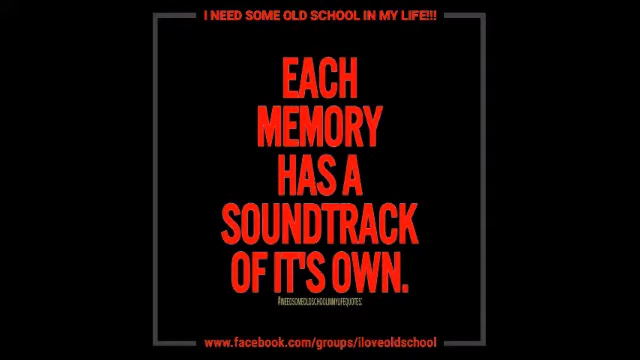 I NEED SOME OLD SCHOOL IN MY LIFE!!!
EACH
MEMORY
HAS A
SOUNDTRACK
OF IT'S OWN.
#INEEDSOMEOLDSCHOOLINMYLIFEQUOTES
www.facebook.com/groups/iloveoldschool